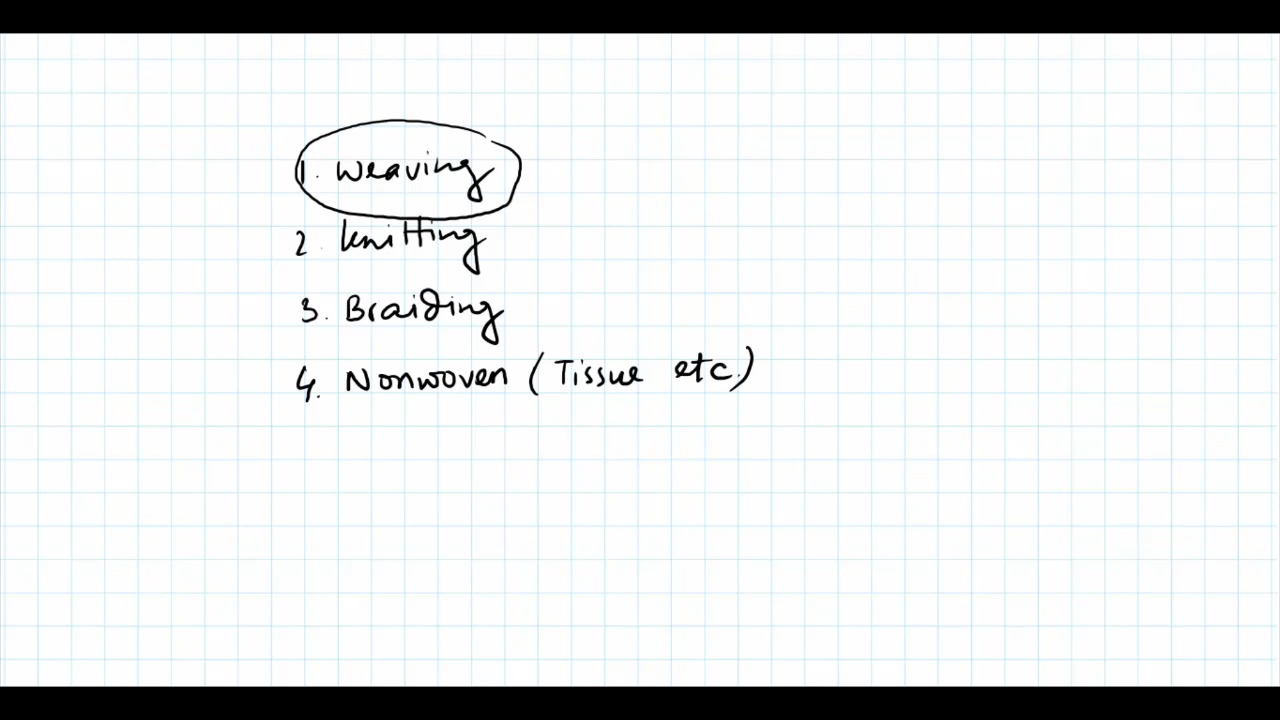 1. weaving
2. knitting
3. Braiding
4. Nonwoven (Tissue etc.)